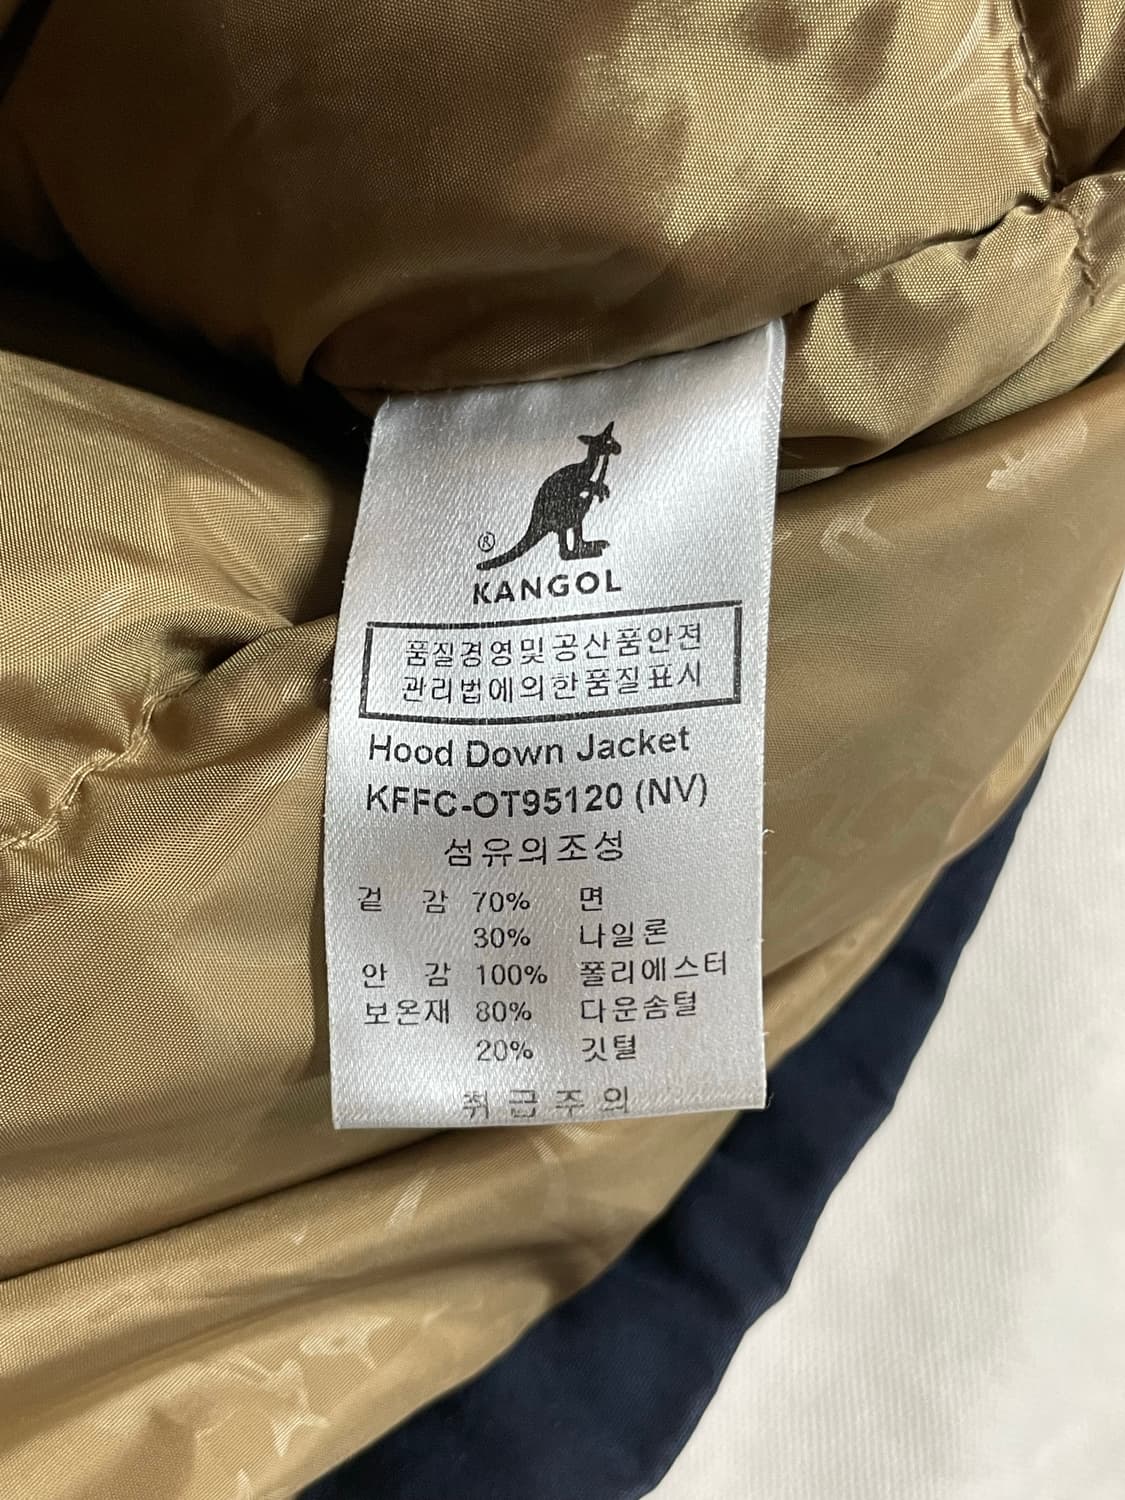 ®
KANGOL
품질경영및 공산품안전
관리법에의한품질표시
Hood Down Jacket
KFFC-OT95120 (NV)
섬유의조성
겉 감 70% 면
30% 나일론
안 감 100% 폴리에스터
보온재 80% 다운솜털
20% 깃털
취급주의